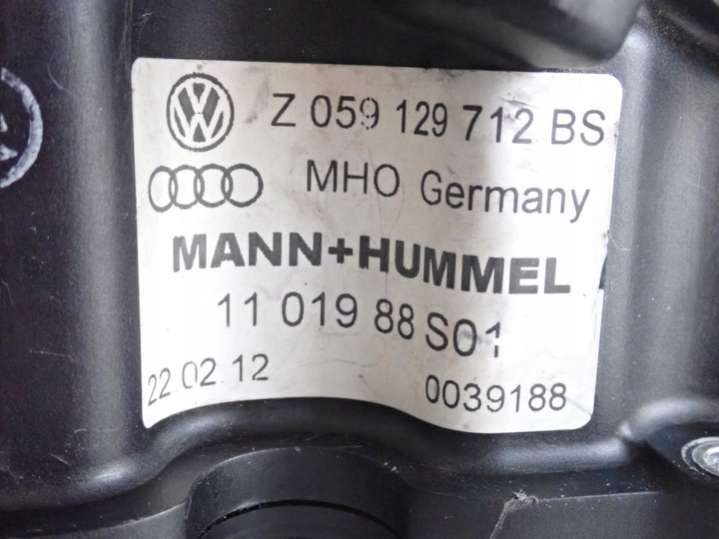 Z 059 129 712 BS
MHO Germany
MANN+HUMMEL
11 019 88 S01
22 02 12
0039188